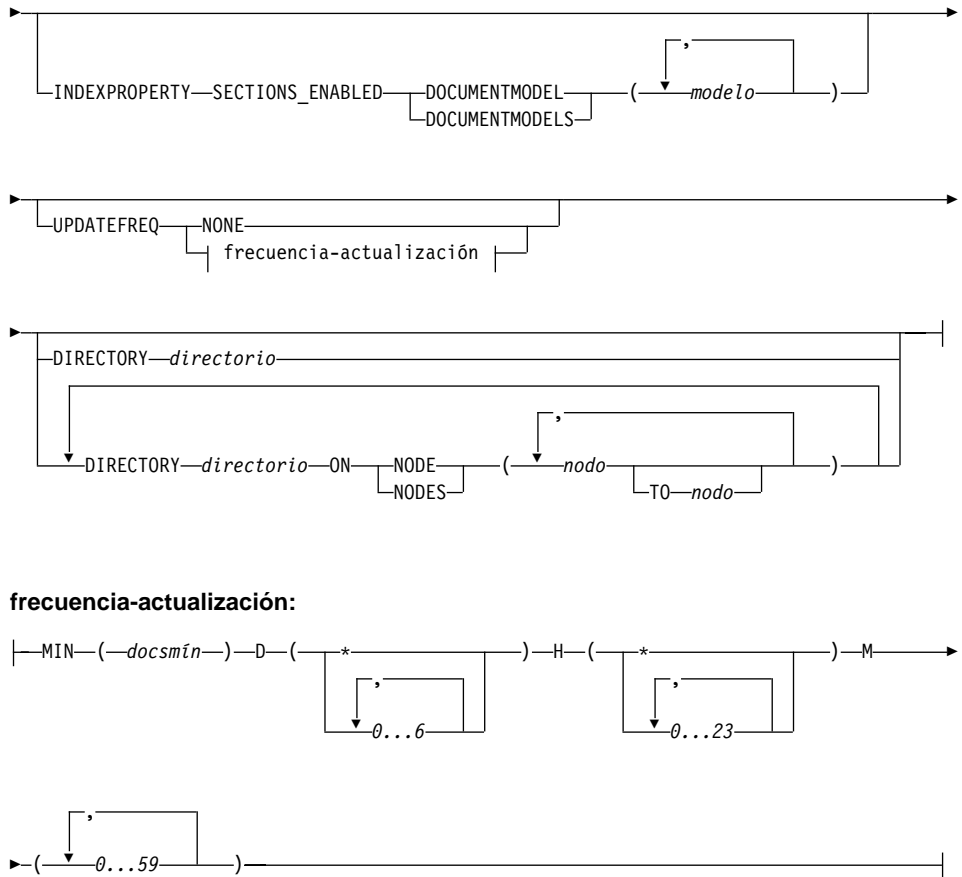 ,
INDEXPROPERTY SECTIONS_ENABLED DOCUMENTMODEL ( modelo )
DOCUMENTMODELS
UPDATEFREQ NONE
frecuencia-actualización
DIRECTORY directorio
,
DIRECTORY directorio ON NODE ( nodo )
NODES TO nodo
frecuencia-actualización:
MIN ( docsmín ) D ( * ) H ( * ) M
, ,
0...6 0...23
,
( 0...59 )